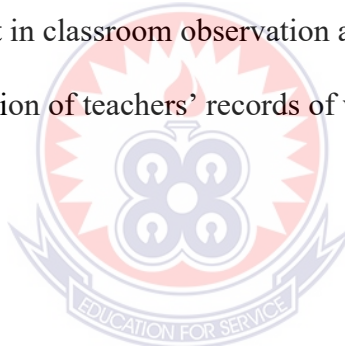 t in classroom observation a
ion of teachers' records of
EDUCATION FOR SERVICE